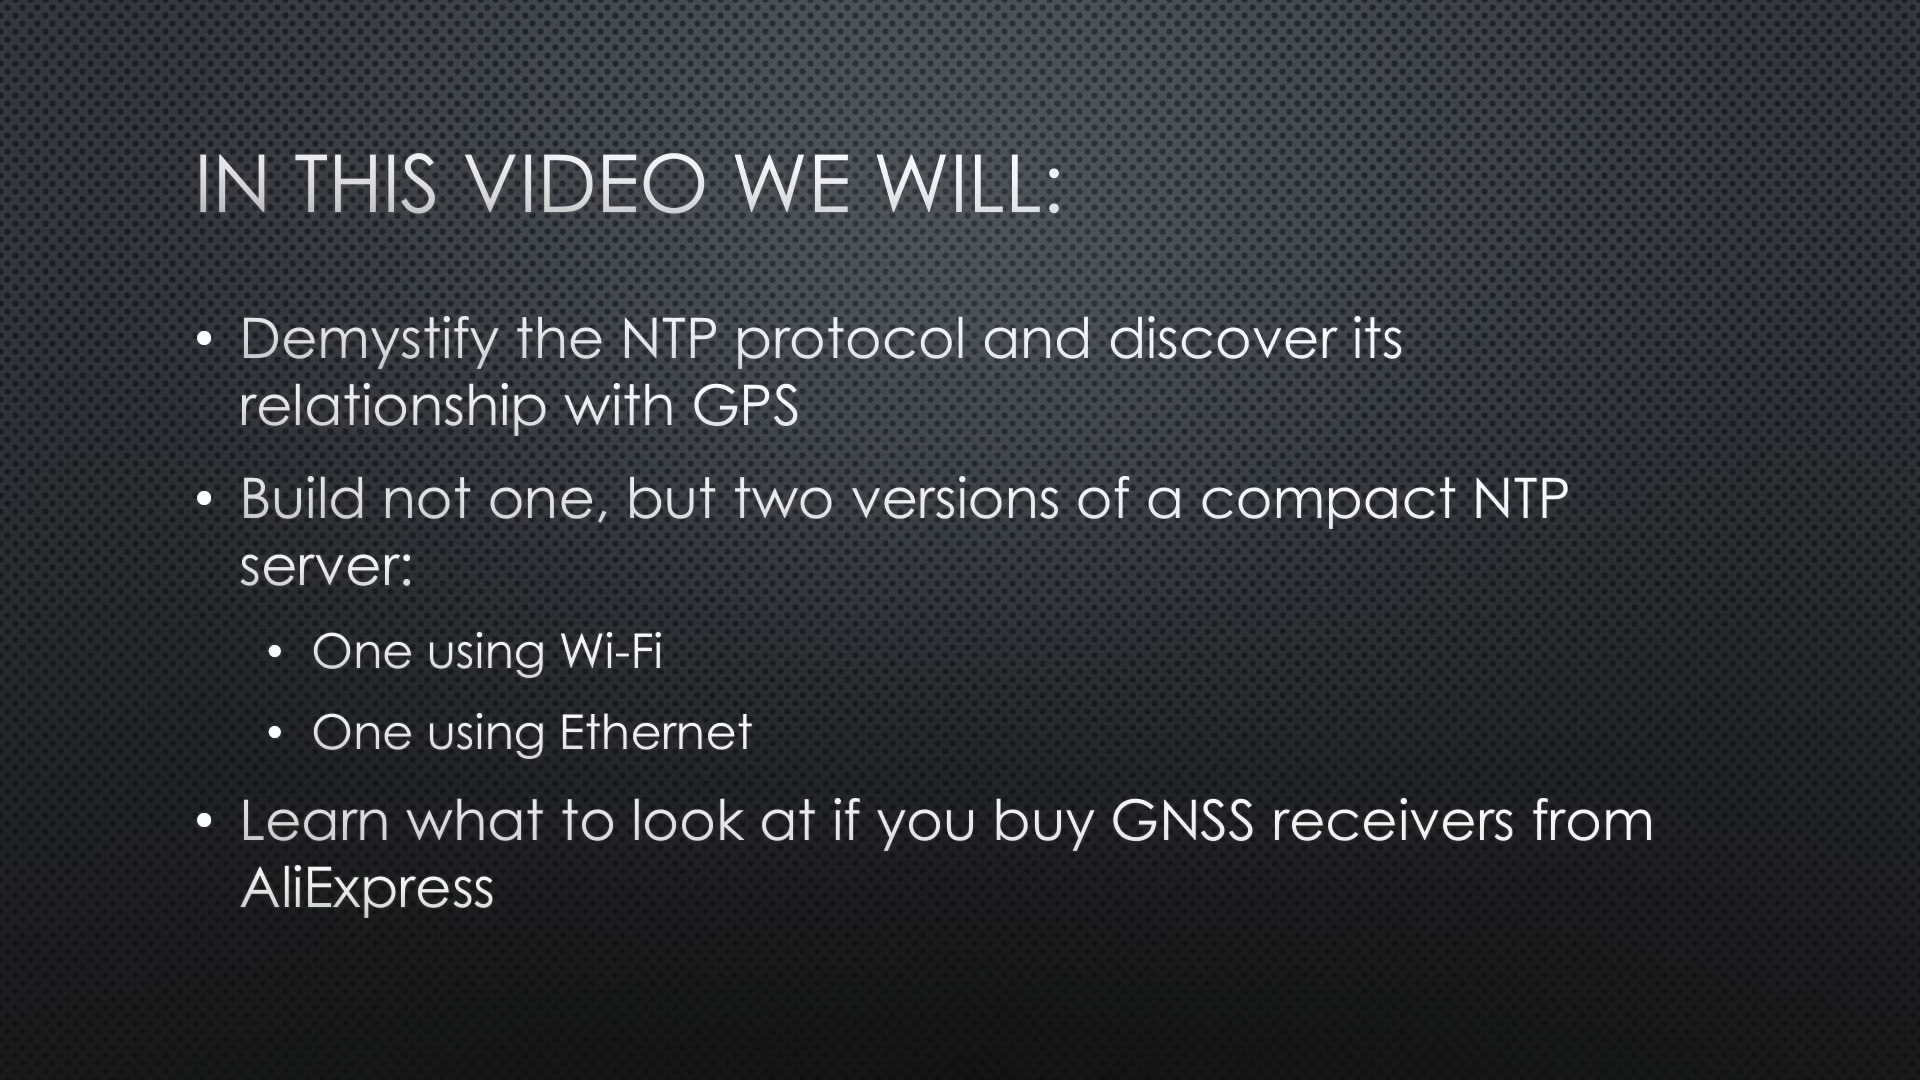 IN THIS VIDEO WE WILL:
• Demystify the NTP protocol and discover its
relationship with GPS
• Build not one, but two versions of a compact NTP
server:
• One using Wi-Fi
• One using Ethernet
• Learn what to look at if you buy GNSS receivers from
AliExpress